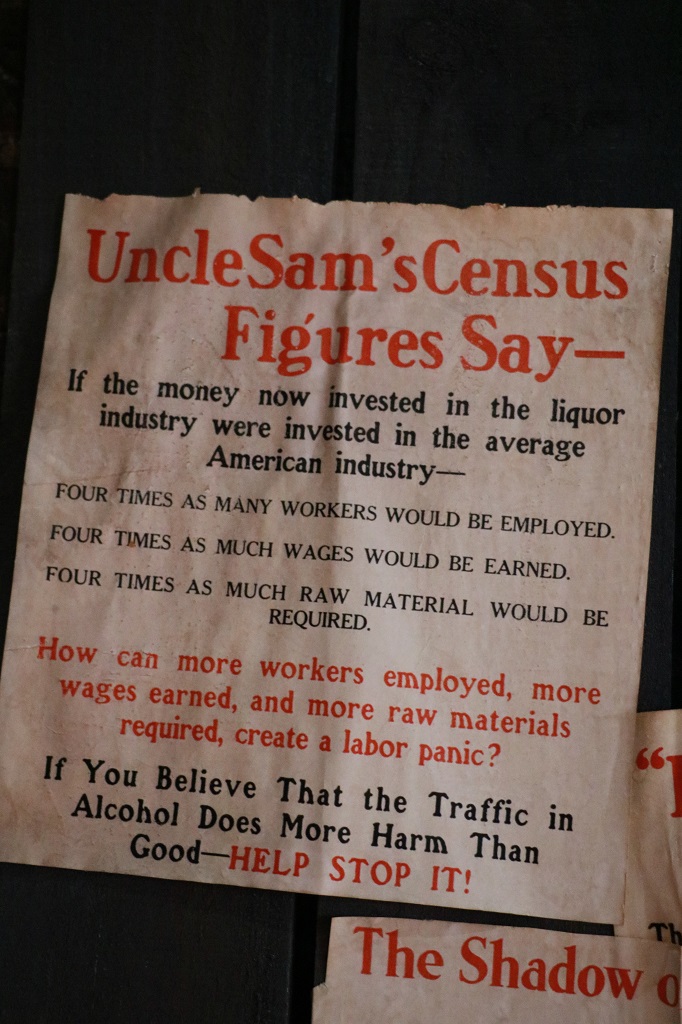 Uncle Sam's Census
Figures Say—
If the money now invested in the liquor
industry were invested in the average
American industry—
FOUR TIMES AS MANY WORKERS WOULD BE EMPLOYED.
FOUR TIMES AS MUCH WAGES WOULD BE EARNED.
FOUR TIMES AS MUCH RAW MATERIAL WOULD BE
REQUIRED.
How can more workers employed, more
wages earned, and more raw materials
required, create a labor panic?
If You Believe That the Traffic in
Alcohol Does More Harm Than
Good—HELP STOP IT!
The Shadow